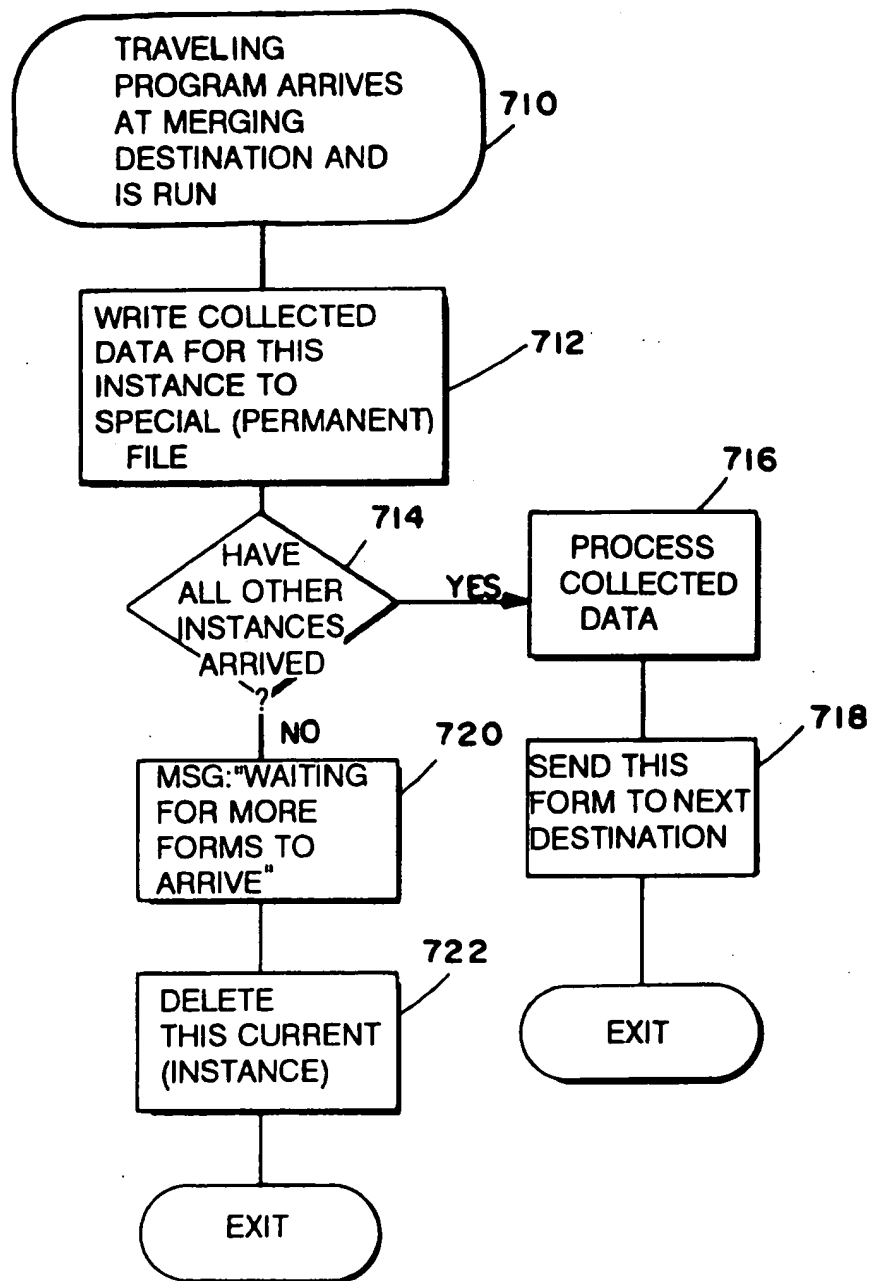 TRAVELING
PROGRAM ARRIVES
AT MERGING
DESTINATION AND
IS RUN
710
WRITE COLLECTED
DATA FOR THIS
INSTANCE TO
SPECIAL (PERMANENT)
FILE
712
HAVE
ALL OTHER
INSTANCES
ARRIVED
?
714
YES
PROCESS
COLLECTED
DATA
716
SEND THIS
FORM TO NEXT
DESTINATION
718
EXIT
NO
MSG:"WAITING
FOR MORE
FORMS TO
ARRIVE"
720
DELETE
THIS CURRENT
(INSTANCE)
722
EXIT